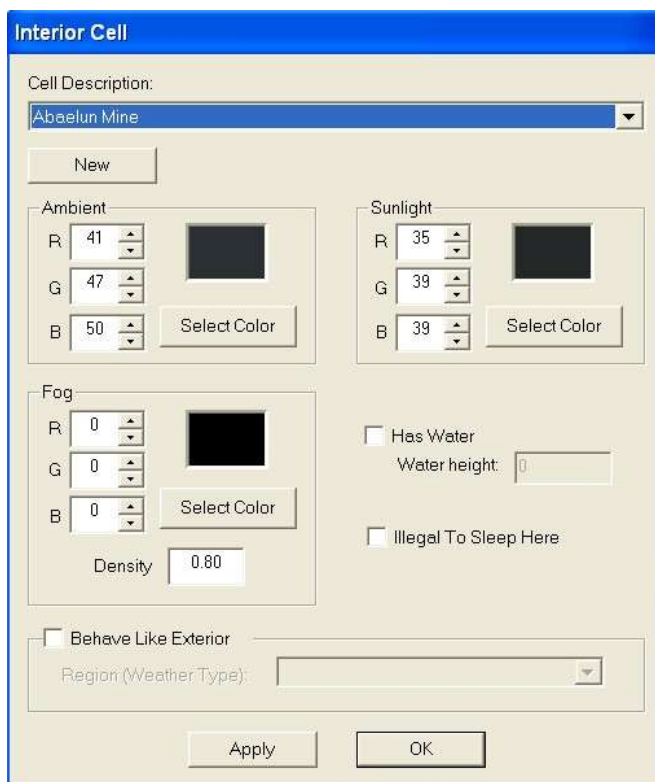 Interior Cell
Cell Description:
Abaelun Mine
New
Ambient
R 41
G 47
B 50
Select Color
Sunlight
R 35
G 39
B 39
Select Color
Fog
R 0
G 0
B 0
Select Color
Density 0.80
Has Water
Water height: 0
Illegal To Sleep Here
Behave Like Exterior
Region (Weather Type):
Apply OK